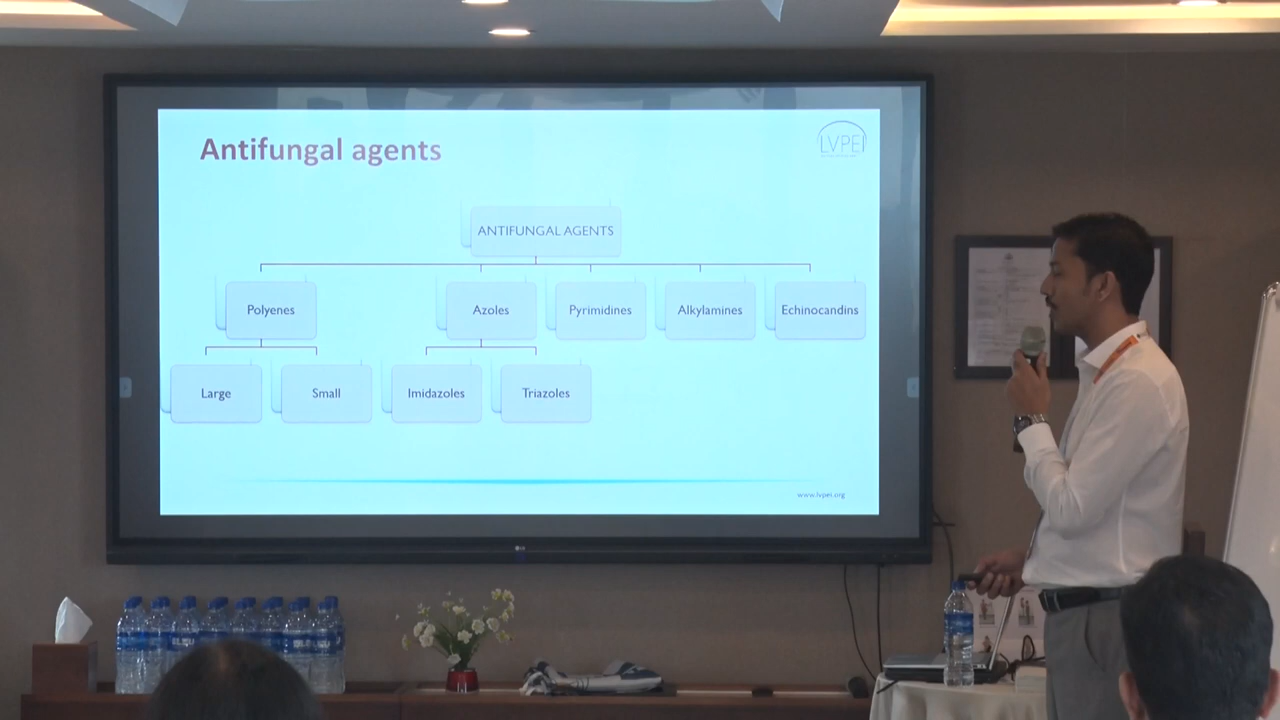 Antifungal agents
LVPEI
ANTIFUNGAL AGENTS
Polyenes
Azoles
Pyrimidines
Alkylamines
Echinocandins
Large
Small
Imidazoles
Triazoles
www.lvpei.org